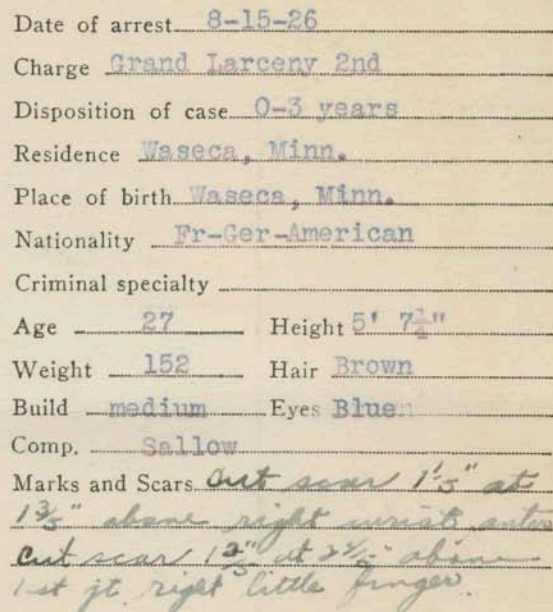 Date of arrest 8-15-26
Charge Grand Larceny 2nd
Disposition of case 0-3 years
Residence Waseca, Minn.
Place of birth Waseca, Minn.
Nationality Fr-Ger-American
Criminal specialty
Age 27 Height 5' 7¼"
Weight 152 Hair Brown
Build medium Eyes Blue
Comp. Sallow
Marks and Scars Cut scar 1⅕" at
1⅗" above right wrist
cut scar 1⅖" at 2⅘" above
1st jt. right little finger.